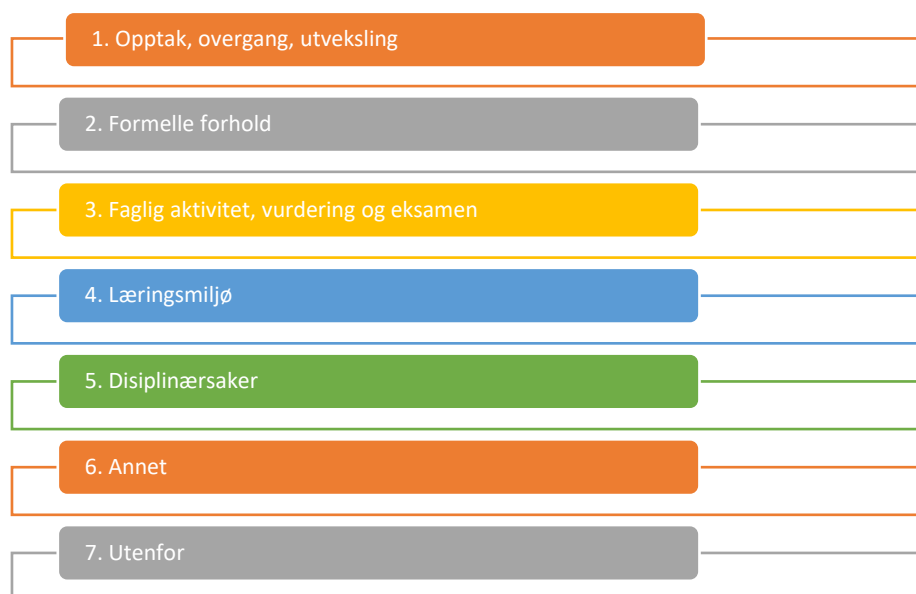 1. Opptak, overgang, utveksling
2. Formelle forhold
3. Faglig aktivitet, vurdering og eksamen
4. Læringsmiljø
5. Disiplinærsaker
6. Annet
7. Utenfor